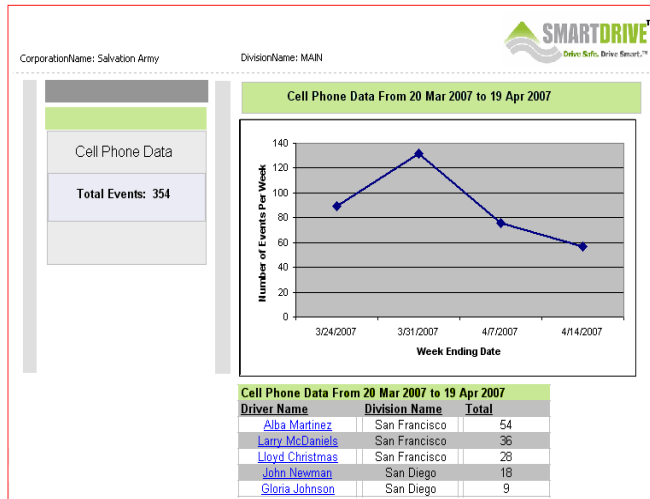 SMARTDRIVE™
Drive Safe. Drive Smart.™
CorporationName: Salvation Army
DivisionName: MAIN
Cell Phone Data From 20 Mar 2007 to 19 Apr 2007
Cell Phone Data
Total Events: 354
Number of Events Per Week
140
120
100
80
60
40
20
0
3/24/2007 3/31/2007 4/7/2007 4/14/2007
Week Ending Date
Cell Phone Data From 20 Mar 2007 to 19 Apr 2007
Driver Name Division Name Total
Alba Martinez San Francisco 54
Larry McDaniels San Francisco 36
Lloyd Christmas San Francisco 28
John Newman San Diego 18
Gloria Johnson San Diego 9